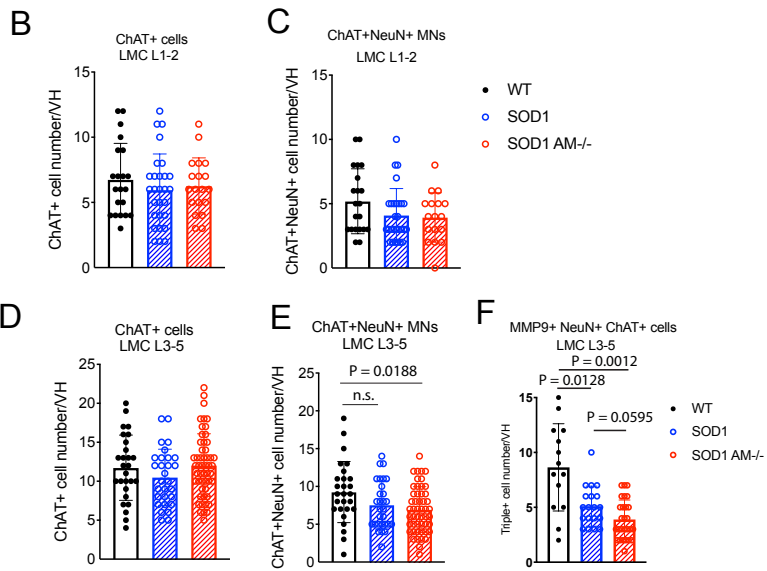 B
ChAT+ cells
LMC L1-2
ChAT+ cell number/VH
15
10
5
0
C
ChAT+NeuN+ MNs
LMC L1-2
ChAT+NeuN+ cell number/VH
15
10
5
0
WT
SOD1
SOD1 AM-/-
D
ChAT+ cells
LMC L3-5
ChAT+ cell number/VH
25
20
15
10
5
0
E
ChAT+NeuN+ MNs
LMC L3-5
P = 0.0188
n.s.
ChAT+NeuN+ cell number/VH
25
20
15
10
5
0
F
MMP9+ NeuN+ ChAT+ cells
LMC L3-5
P = 0.0012
P = 0.0128
P = 0.0595
Triple+ cell number/VH
15
10
5
0
WT
SOD1
SOD1 AM-/-